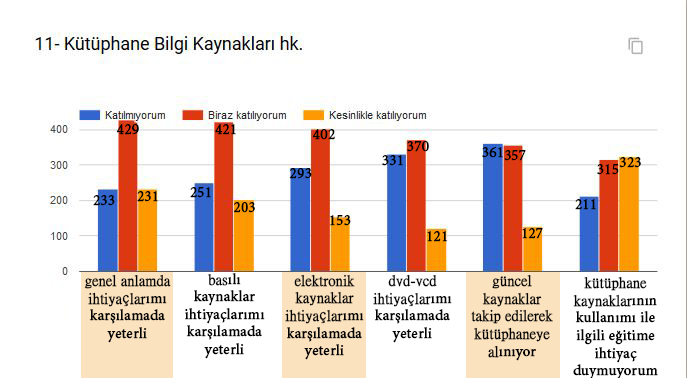 11- Kütüphane Bilgi Kaynakları hk.
Katılmıyorum Biraz katılıyorum Kesinlikle katılıyorum
400
300
200
100
0
233 429 231
251 421 203
293 402 153
331 370 121
361 357 127
211 315 323
genel anlamda
ihtiyaçlarımı
karşılamada
yeterli
basılı
kaynaklar
ihtiyaçlarımı
karşılamada
yeterli
elektronik
kaynaklar
ihtiyaçlarımı
karşılamada
yeterli
dvd-vcd
ihtiyaçlarımı
karşılamada
yeterli
güncel
kaynaklar
takip edilerek
kütüphaneye
alınıyor
kütüphane
kaynaklarının
kullanımı ile
ilgili eğitime
ihtiyaç
duymuyorum